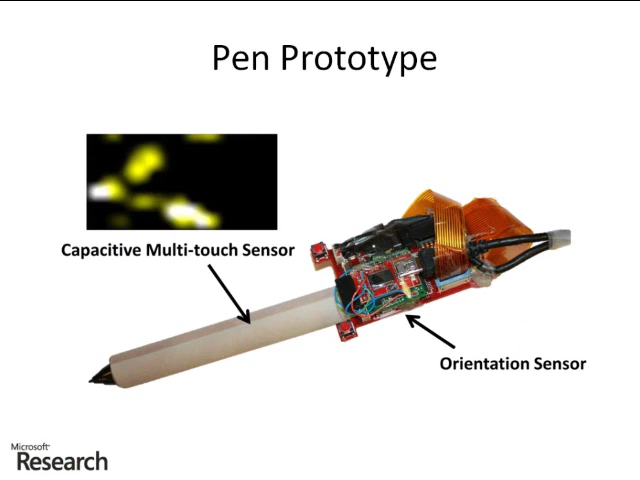 Pen Prototype
Capacitive Multi-touch Sensor
Orientation Sensor
Microsoft
Research